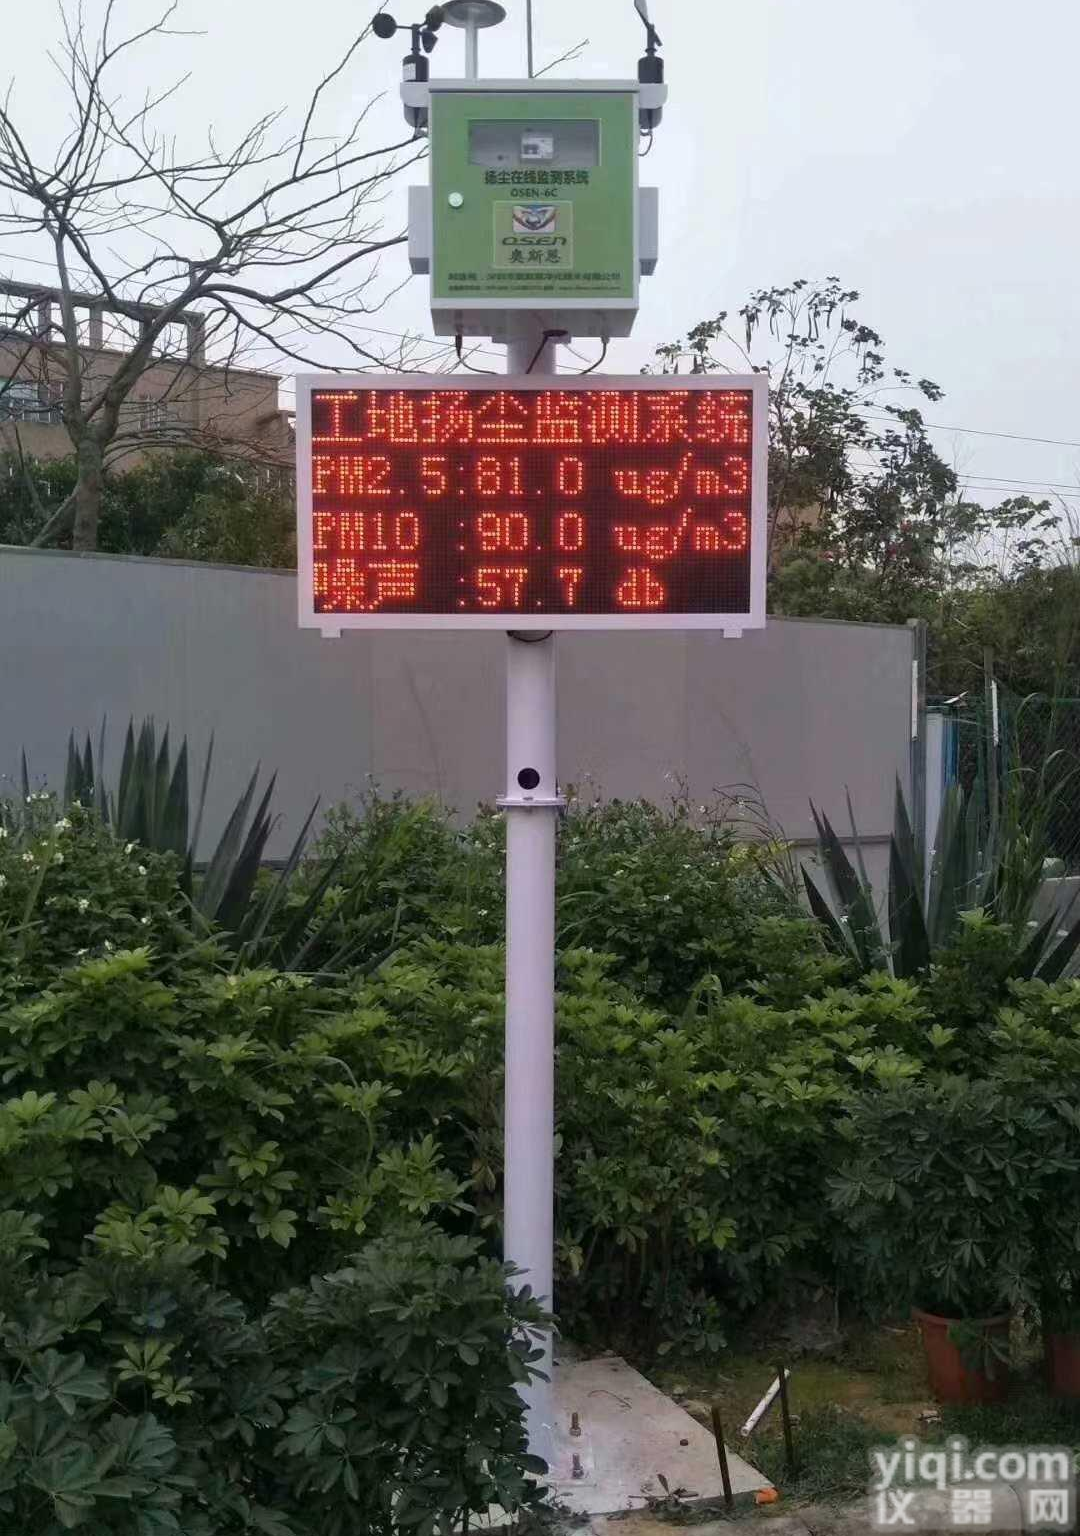 扬尘在线监测系统
OSEN-6C
OSEN
奥斯恩
工地扬尘监测系统
PM2.5:81.0 ug/m3
PM10 :90.0 ug/m3
噪声 :57.7 db
yiqi.com
仪器网